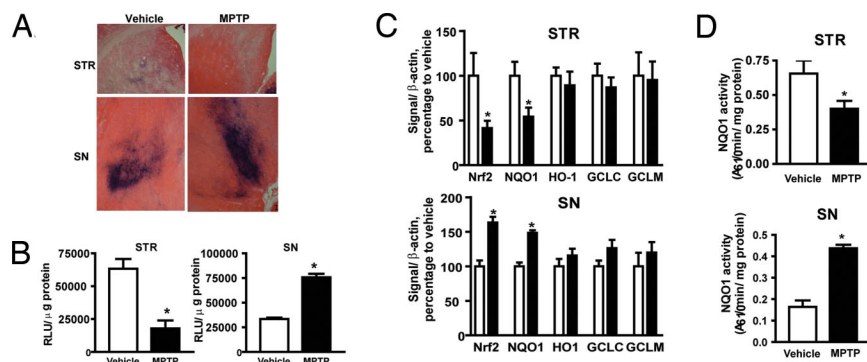 A.
Vehicle MPTP
STR
SN
B
STR
RLU/ μg protein
75000
50000
25000
0
*
Vehicle MPTP
SN
RLU/ μg protein
100000
75000
50000
25000
0
*
Vehicle MPTP
C
STR
Signal/ β-actin,
percentage to vehicle
150
100
50
0
* *
Nrf2 NQO1 HO-1 GCLC GCLM
SN
Signal/ β-actin,
percentage to vehicle
200
150
100
50
0
* *
Nrf2 NQO1 HO1 GCLC GCLM
D
STR
NQO1 activity
/min/ mg protein)
0.75
0.50
0.25
0.00
*
Vehicle MPTP
SN
NQO1 activity
/min/ mg protein)
0.5
0.4
0.3
0.2
0.1
0.0
*
Vehicle MPTP